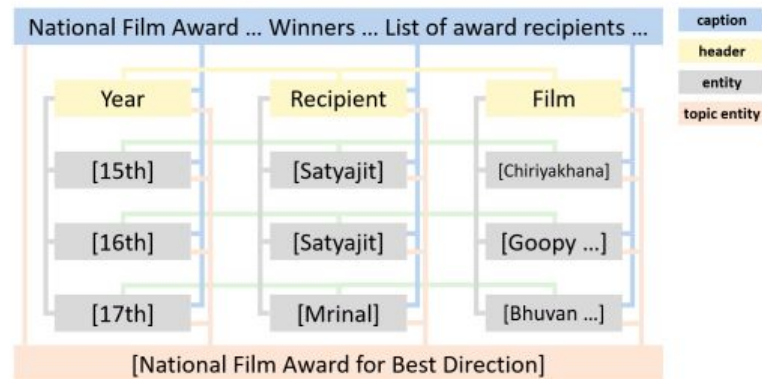 National Film Award ... Winners ... List of award recipients ...
caption
header
entity
topic entity
Year Recipient Film
[15th] [Satyajit] [Chiriyakhana]
[16th] [Satyajit] [Goopy ...]
[17th] [Mrinal] [Bhuvan ...]
[National Film Award for Best Direction]